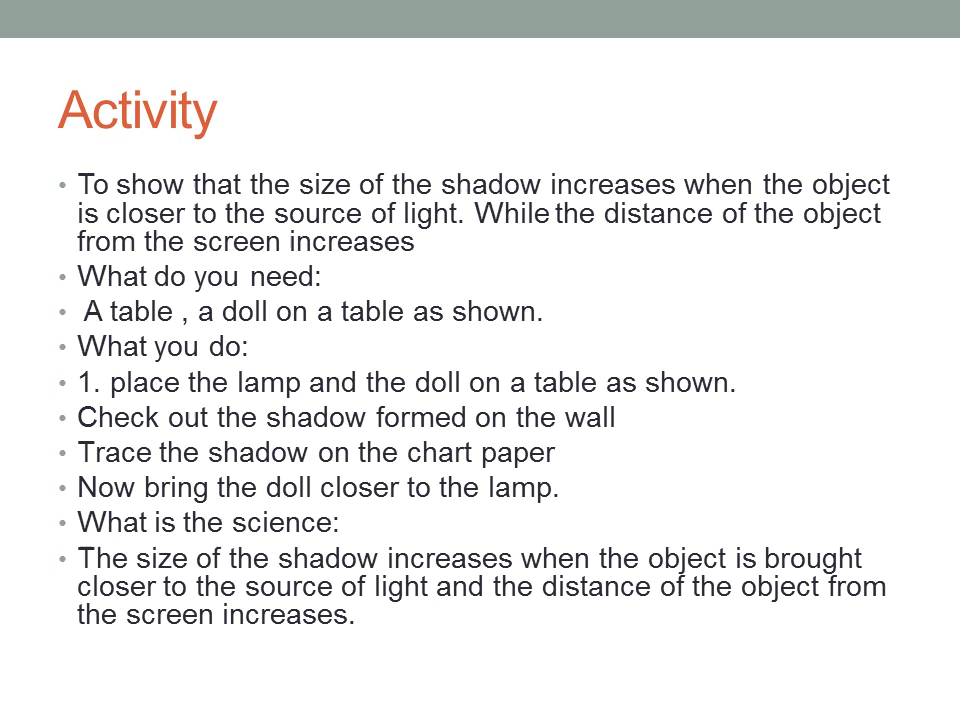 Activity
• To show that the size of the shadow increases when the object
is closer to the source of light. While the distance of the object
from the screen increases
• What do you need:
• A table , a doll on a table as shown.
• What you do:
• 1. place the lamp and the doll on a table as shown.
• Check out the shadow formed on the wall
• Trace the shadow on the chart paper
• Now bring the doll closer to the lamp.
• What is the science:
• The size of the shadow increases when the object is brought
closer to the source of light and the distance of the object from
the screen increases.